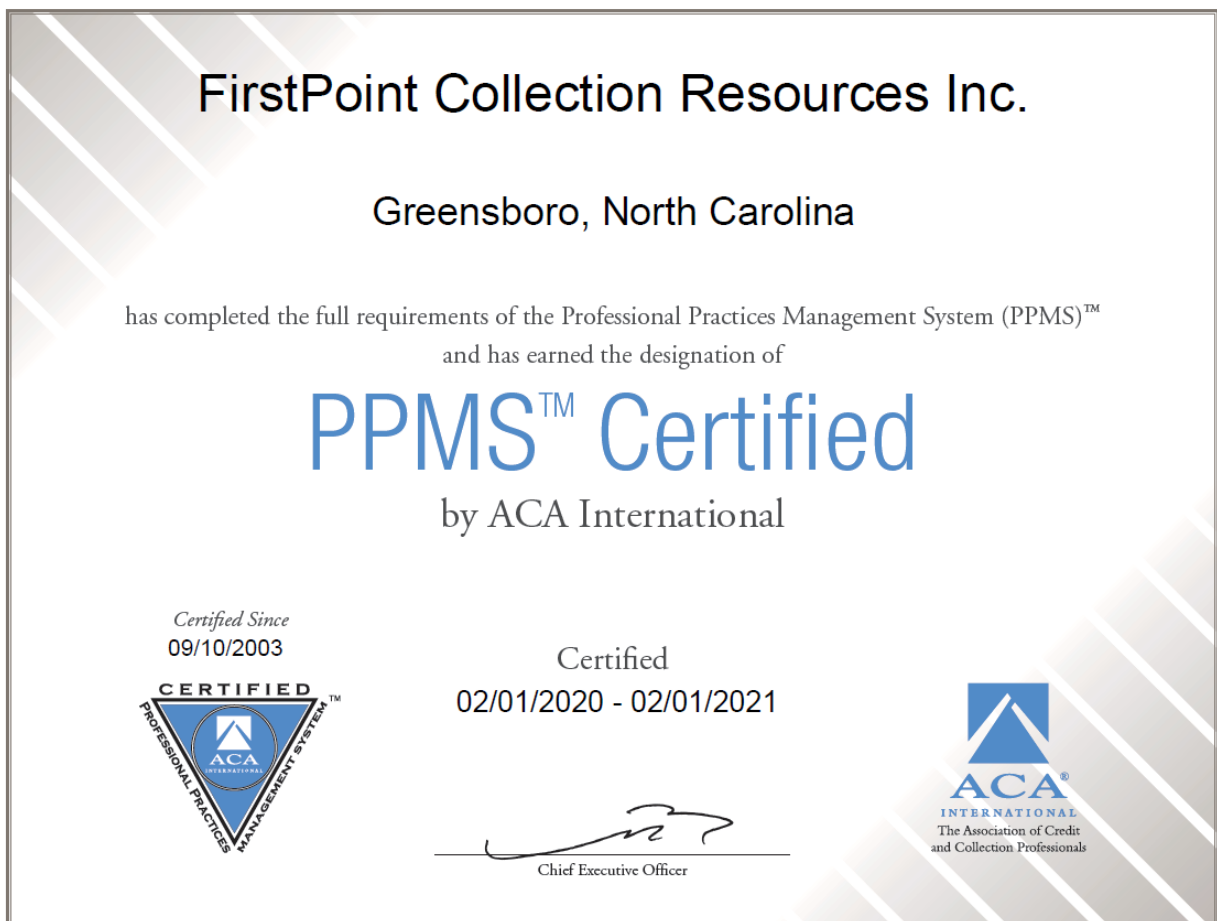 FirstPoint Collection Resources Inc.
Greensboro, North Carolina
has completed the full requirements of the Professional Practices Management System (PPMS)™
and has earned the designation of
PPMS™ Certified
by ACA International
Certified Since
09/10/2003
CERTIFIED
PROFESSIONAL PRACTICES
MANAGEMENT SYSTEM™
ACA
INTERNATIONAL
Certified
02/01/2020 - 02/01/2021
Chief Executive Officer
ACA®
INTERNATIONAL
The Association of Credit
and Collection Professionals